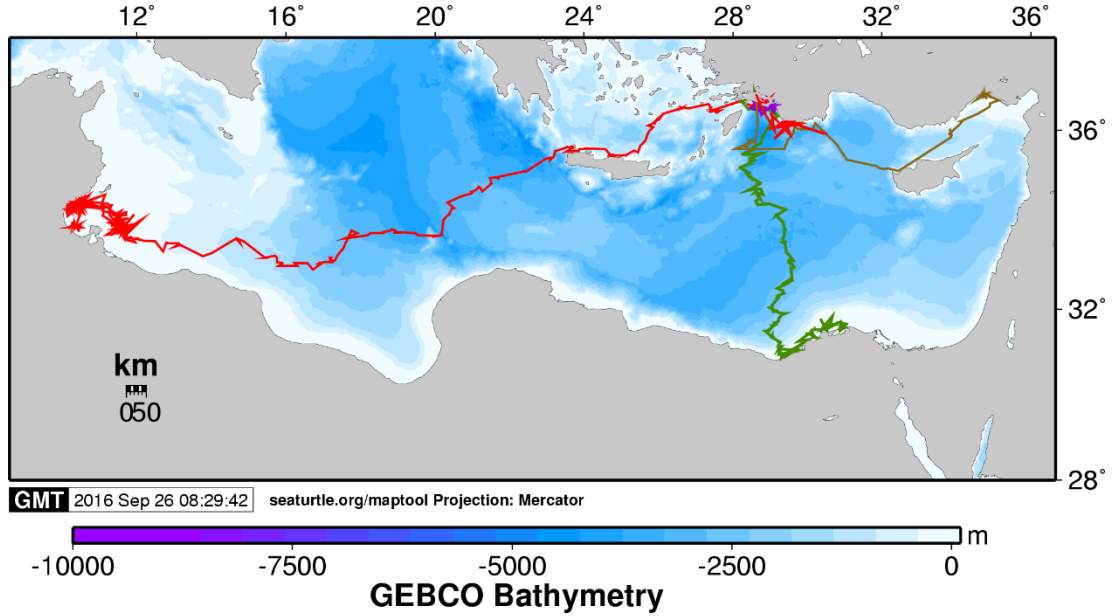 12° 16° 20° 24° 28° 32° 36°
36°
32°
km
050
28°
GMT 2016 Sep 26 08:29:42 seaturtle.org/maptool Projection: Mercator
m
-10000 -7500 -5000 -2500 0
GEBCO Bathymetry